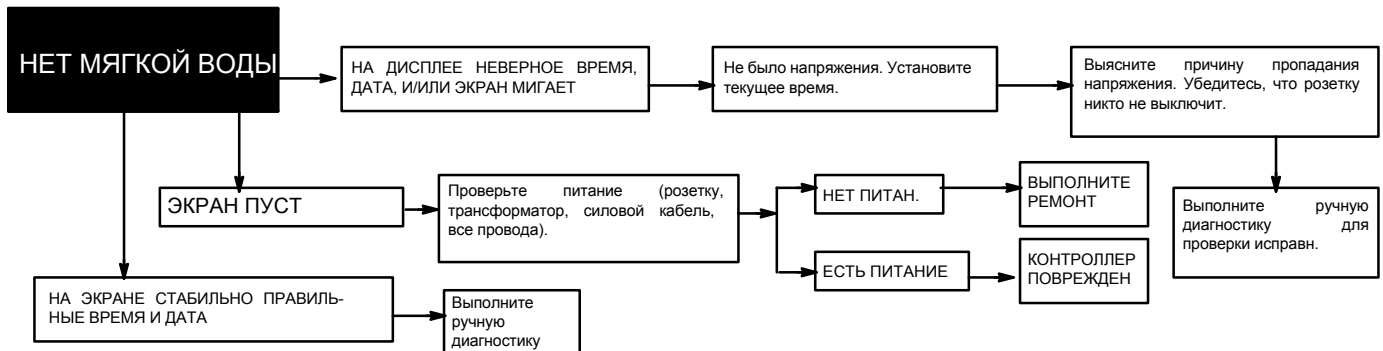 НЕТ МЯГКОЙ ВОДЫ
НА ДИСПЛЕЕ НЕВЕРНОЕ ВРЕМЯ,
ДАТА, И/ИЛИ ЭКРАН МИГАЕТ
Не было напряжения. Установите
текущее время.
Выясните причину пропадания
напряжения. Убедитесь, что розетку
никто не выключит.
ЭКРАН ПУСТ
Проверьте питание (розетку,
трансформатор, силовой кабель,
все провода).
НЕТ ПИТАН.
ВЫПОЛНИТЕ
РЕМОНТ
Выполните ручную
диагностику для
проверки исправн.
ЕСТЬ ПИТАНИЕ
КОНТРОЛЛЕР
ПОВРЕЖДЕН
НА ЭКРАНЕ СТАБИЛЬНО ПРАВИЛЬ-
НЫЕ ВРЕМЯ И ДАТА
Выполните
ручную
диагностику